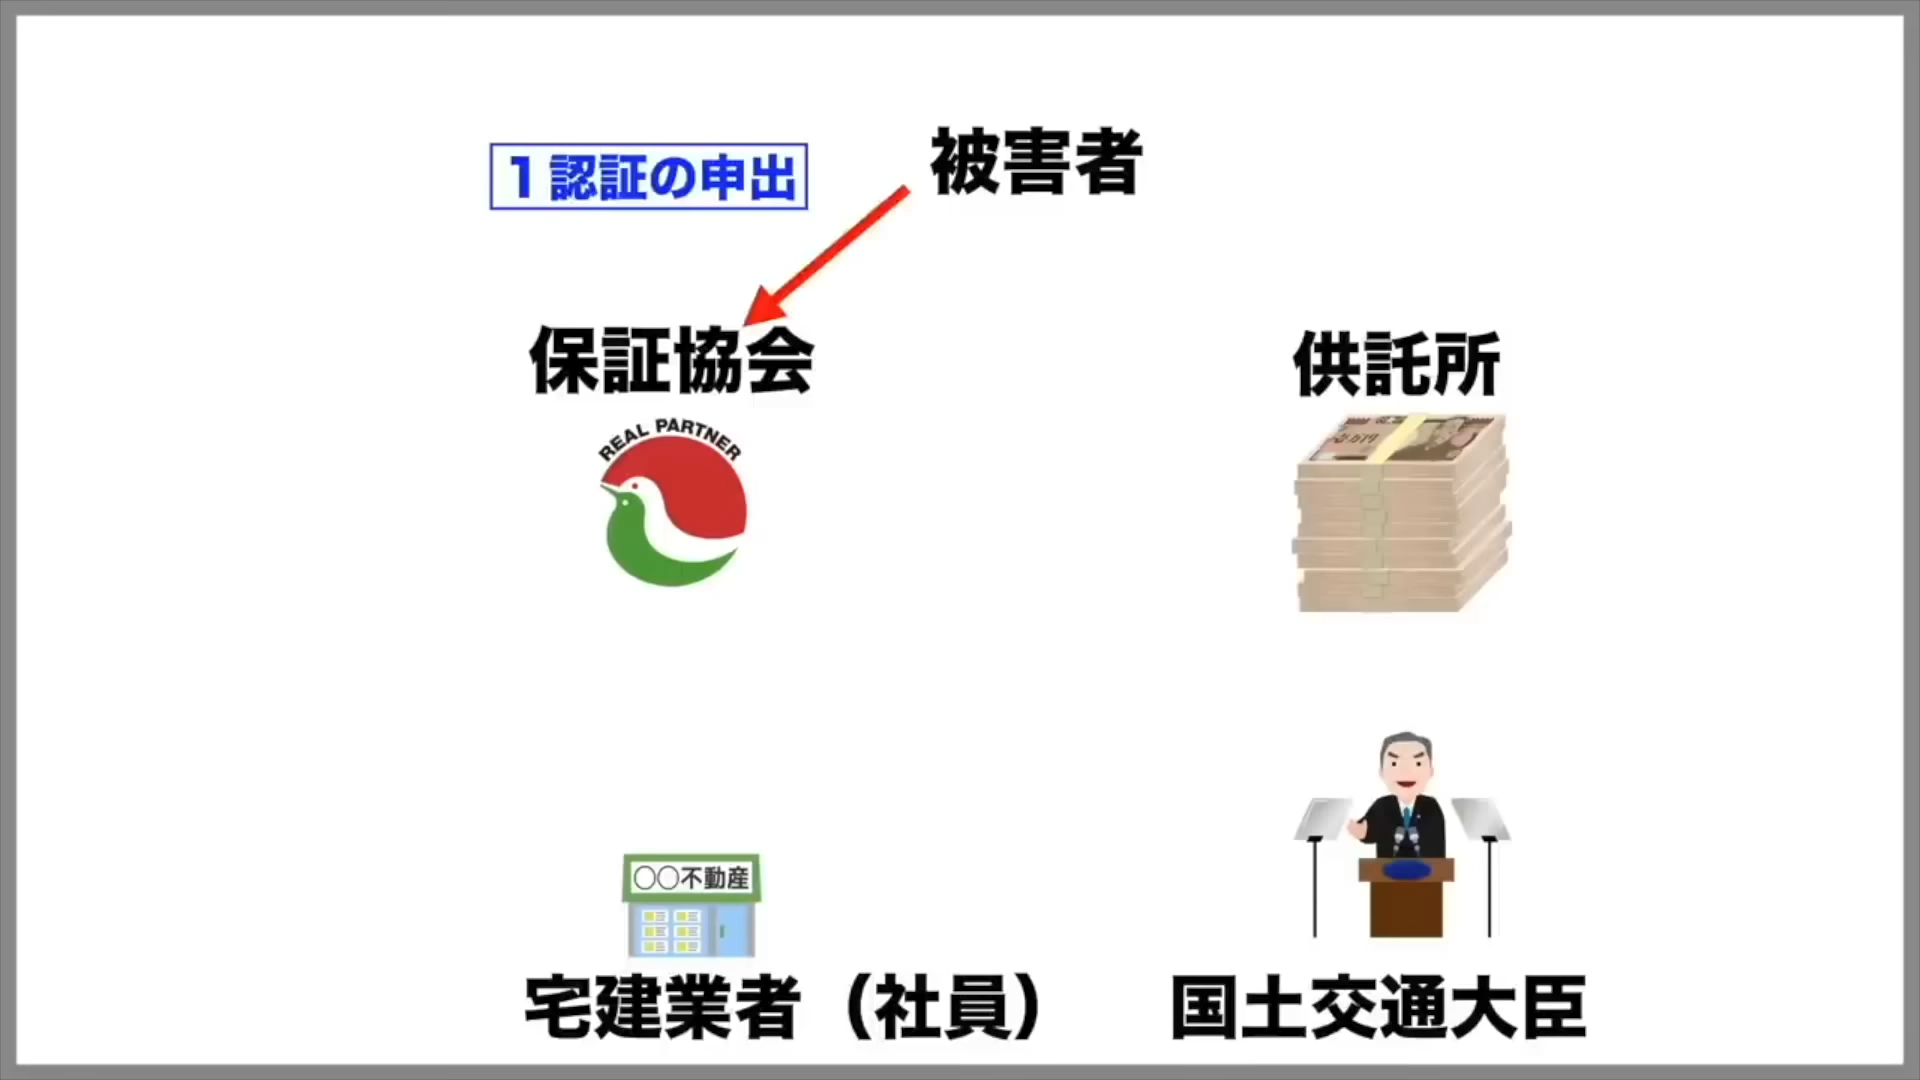 被害者
1認証の申出
保証協会
供託所
REAL PARTNER
〇〇不動産
宅建業者（社員）
国土交通大臣